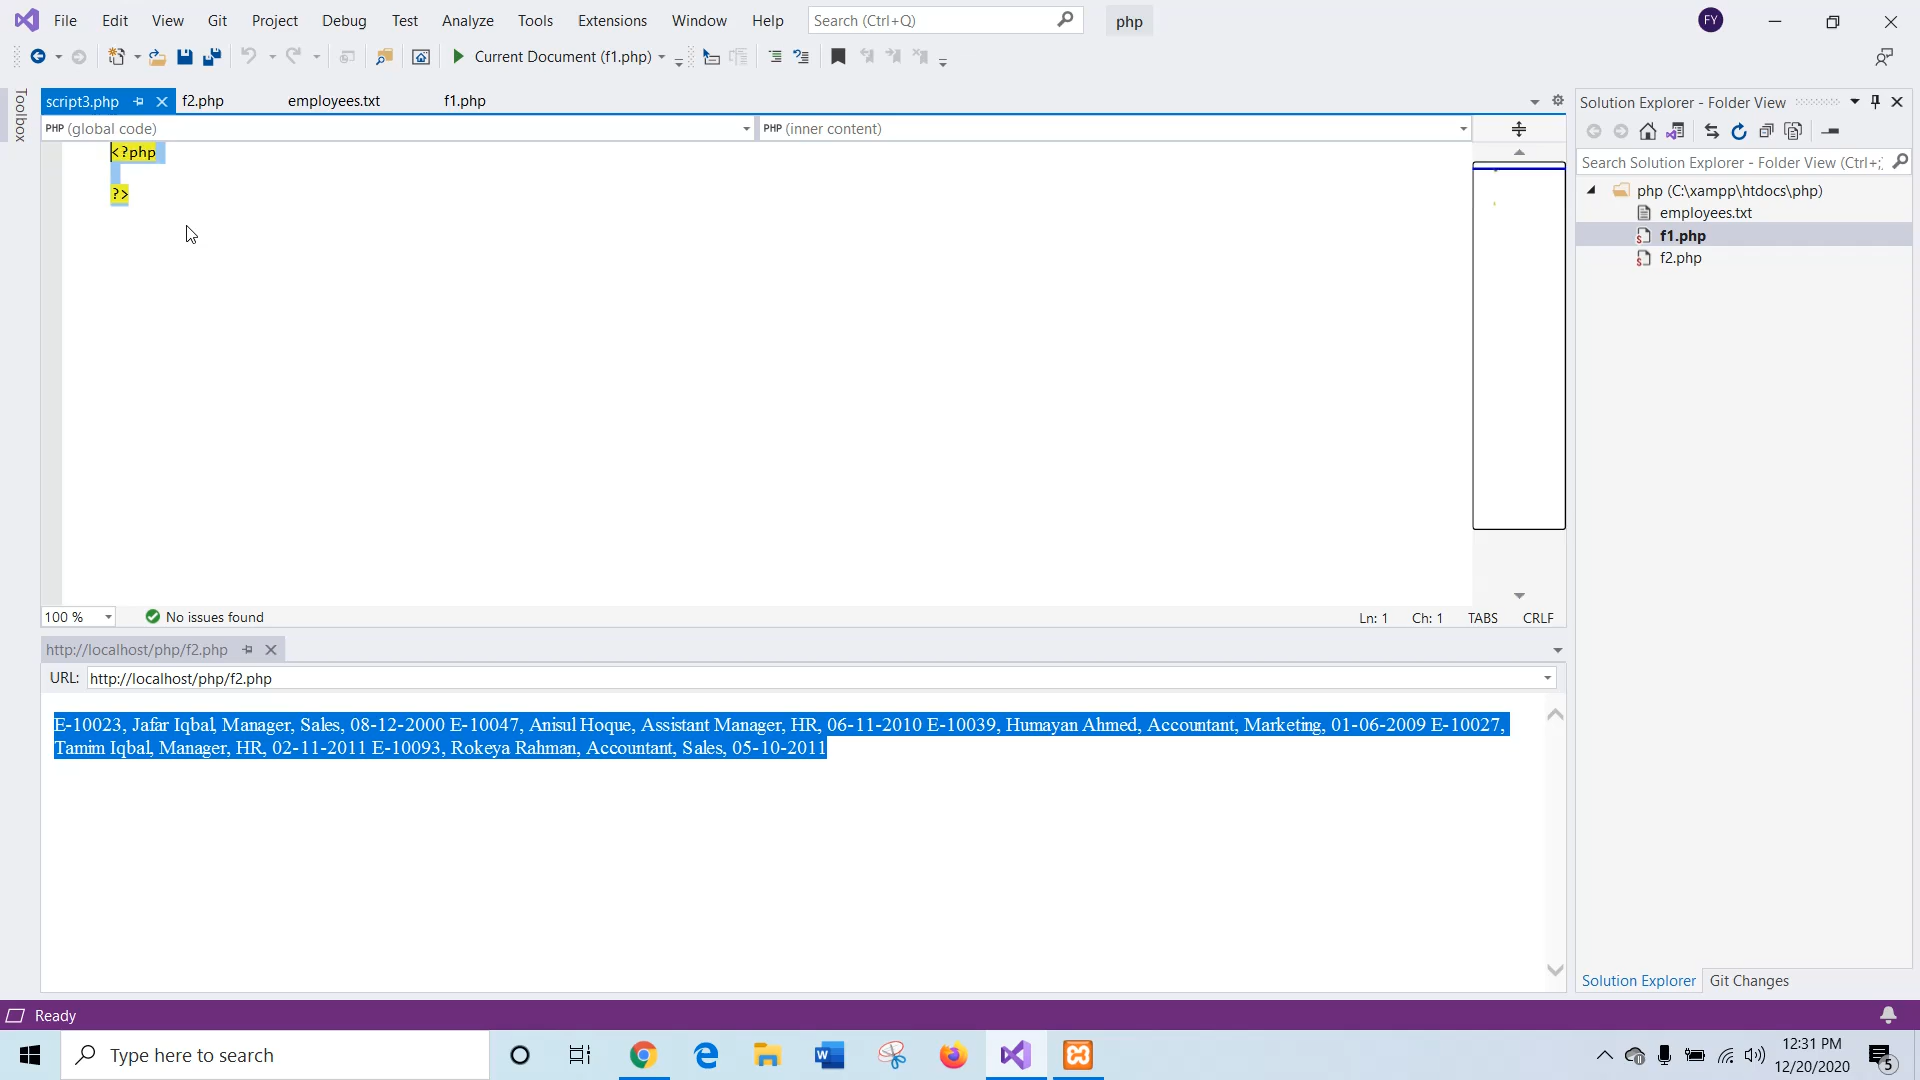 File Edit View Git Project Debug Test Analyze Tools Extensions Window Help Search (Ctrl+Q) php FY
Current Document (f1.php)
Toolbox
script3.php f2.php employees.txt f1.php
PHP (global code) PHP (inner content)
<?php
?>
100 % No issues found Ln: 1 Ch: 1 TABS CRLF
http://localhost/php/f2.php
URL: http://localhost/php/f2.php
E-10023, Jafar Iqbal, Manager, Sales, 08-12-2000 E-10047, Anisul Hoque, Assistant Manager, HR, 06-11-2010 E-10039, Humayan Ahmed, Accountant, Marketing, 01-06-2009 E-10027,
Tamim Iqbal, Manager, HR, 02-11-2011 E-10093, Rokeya Rahman, Accountant, Sales, 05-10-2011
Solution Explorer - Folder View
Search Solution Explorer - Folder View (Ctrl+;
php (C:\xampp\htdocs\php)
employees.txt
f1.php
f2.php
Solution Explorer Git Changes
Ready
Type here to search
12:31 PM
12/20/2020
5